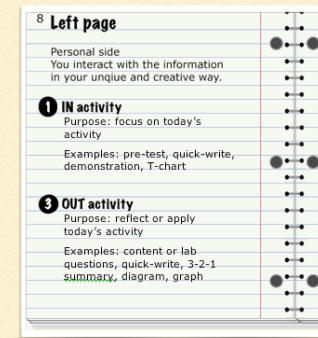 8 Left page
Personal side
You interact with the information
in your unqiue and creative way.
1 IN activity
Purpose: focus on today's
activity
Examples: pre-test, quick-write,
demonstration, T-chart
3 OUT activity
Purpose: reflect or apply
today's activity
Examples: content or lab
questions, quick-write, 3-2-1
summary, diagram, graph